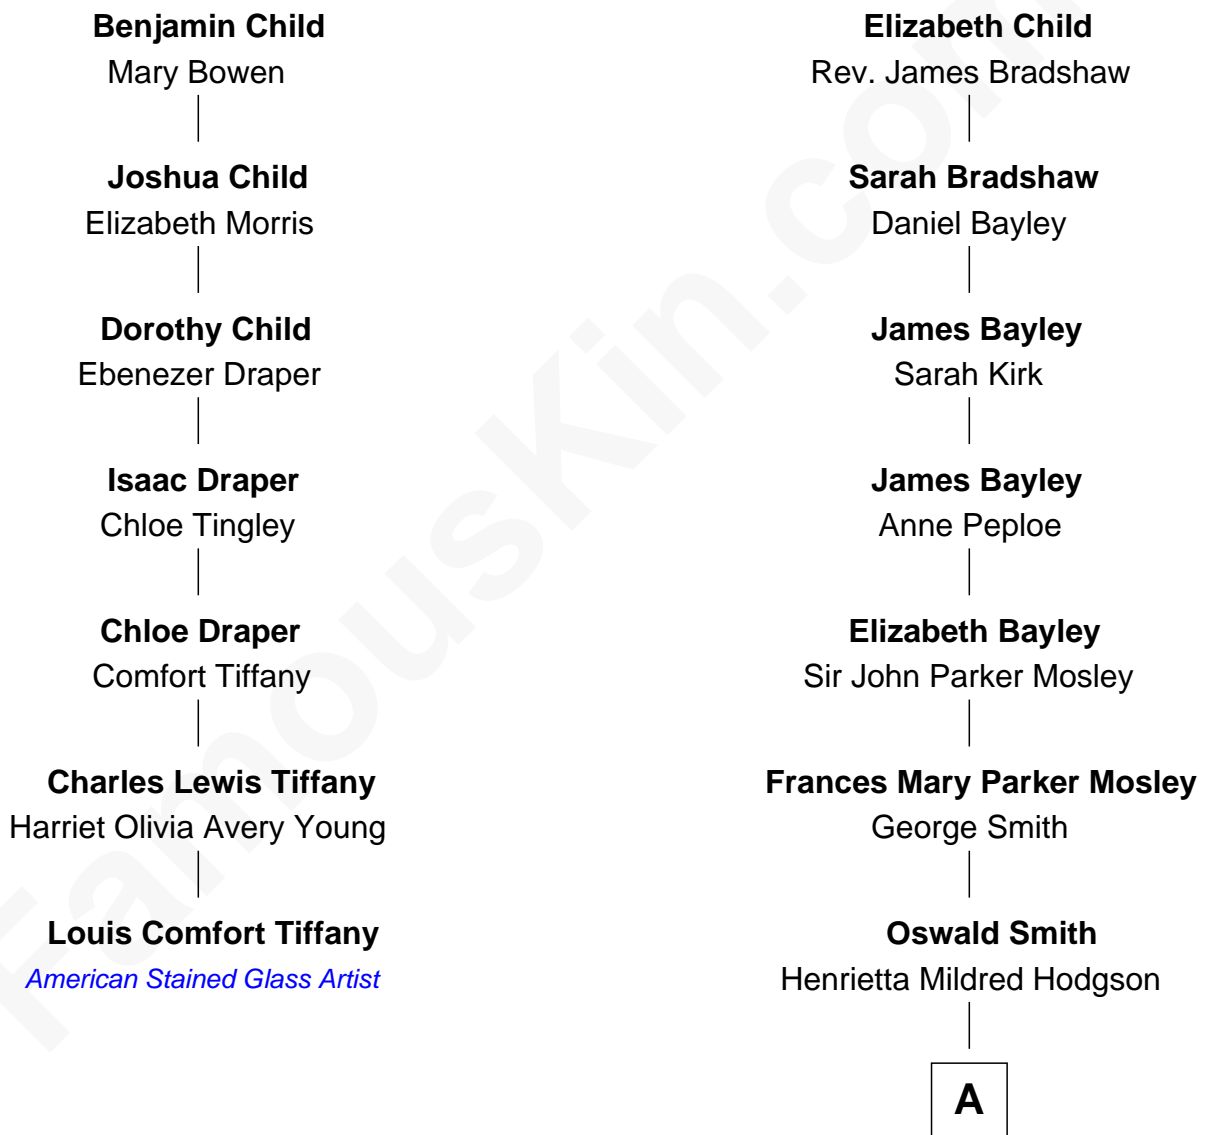 Benjamin Child
Mary Bowen
Joshua Child
Elizabeth Morris
Dorothy Child
Ebenezer Draper
Isaac Draper
Chloe Tingley
Chloe Draper
Comfort Tiffany
Charles Lewis Tiffany
Harriet Olivia Avery Young
Louis Comfort Tiffany
American Stained Glass Artist
Elizabeth Child
Rev. James Bradshaw
Sarah Bradshaw
Daniel Bayley
James Bayley
Sarah Kirk
James Bayley
Anne Peploe
Elizabeth Bayley
Sir John Parker Mosley
Frances Mary Parker Mosley
George Smith
Oswald Smith
Henrietta Mildred Hodgson
A
FamousKin.com